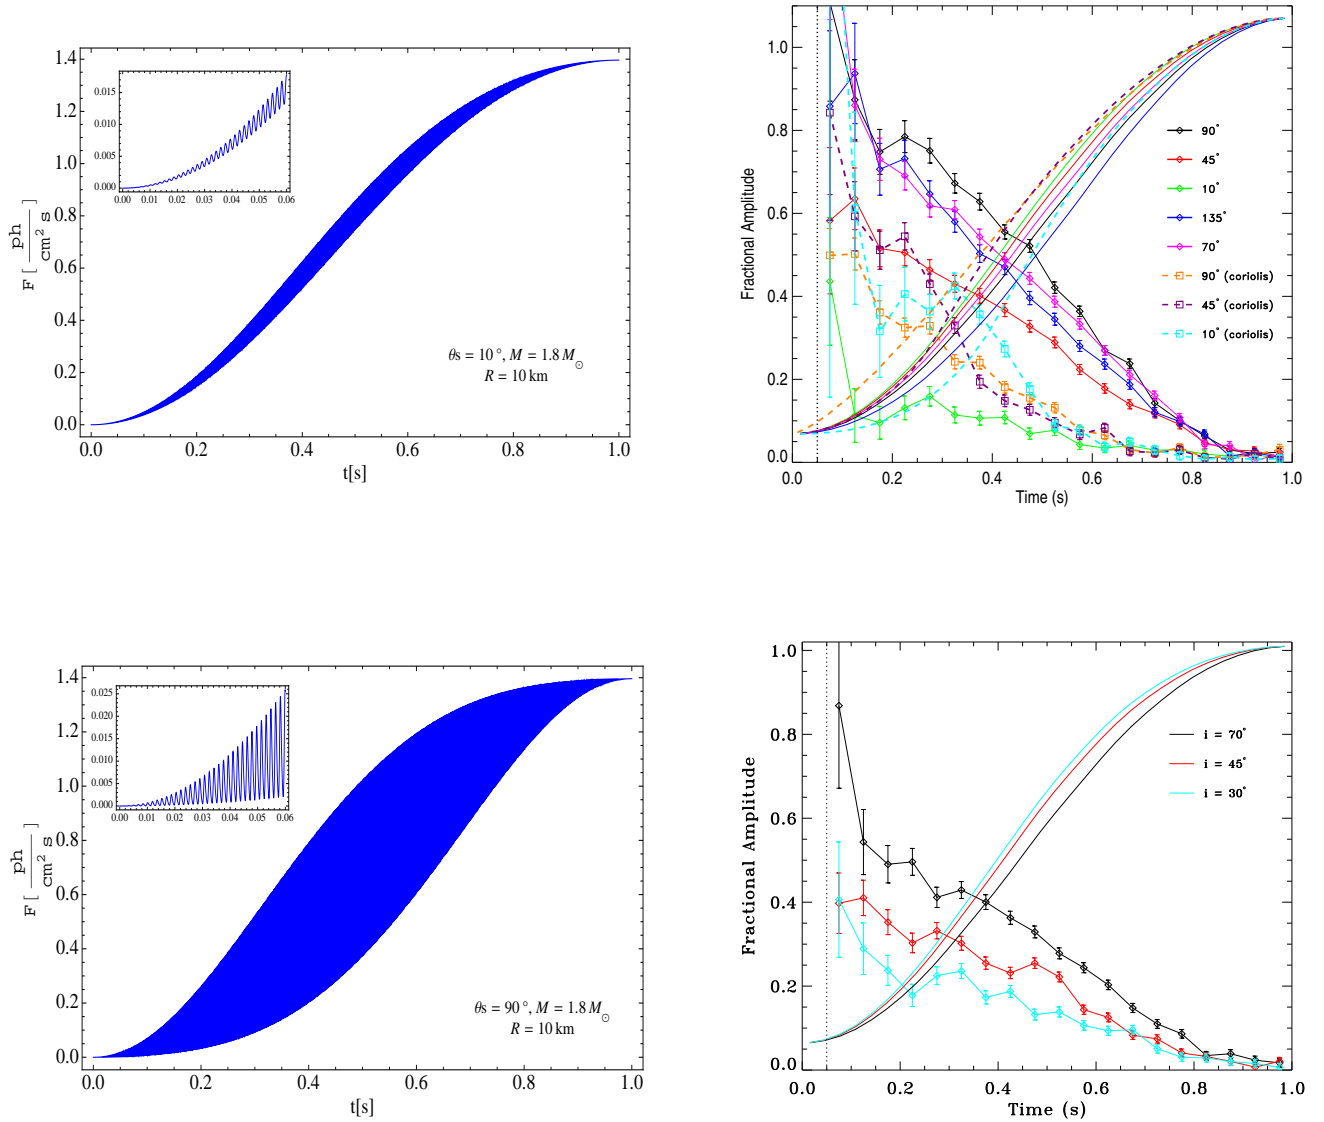 1.4
1.2
1.0
0.8
0.6
0.4
0.2
0.0
F [ ph / cm² s ]
0.015
0.010
0.005
0.000
0.00 0.01 0.02 0.03 0.04 0.05 0.06
θs = 10°, M = 1.8 M☉
R = 10 km
0.0 0.2 0.4 0.6 0.8 1.0
t[s]
1.0
0.8
0.6
0.4
0.2
0.0
Fractional Amplitude
90°
45°
10°
135°
70°
90° (coriolis)
45° (coriolis)
10° (coriolis)
0.0 0.2 0.4 0.6 0.8 1.0
Time (s)
1.4
1.2
1.0
0.8
0.6
0.4
0.2
0.0
F [ ph / cm² s ]
0.025
0.020
0.015
0.010
0.005
0.000
0.00 0.01 0.02 0.03 0.04 0.05 0.06
θs = 90°, M = 1.8 M☉
R = 10 km
0.0 0.2 0.4 0.6 0.8 1.0
t[s]
1.0
0.8
0.6
0.4
0.2
0.0
Fractional Amplitude
i = 70°
i = 45°
i = 30°
0.0 0.2 0.4 0.6 0.8 1.0
Time (s)